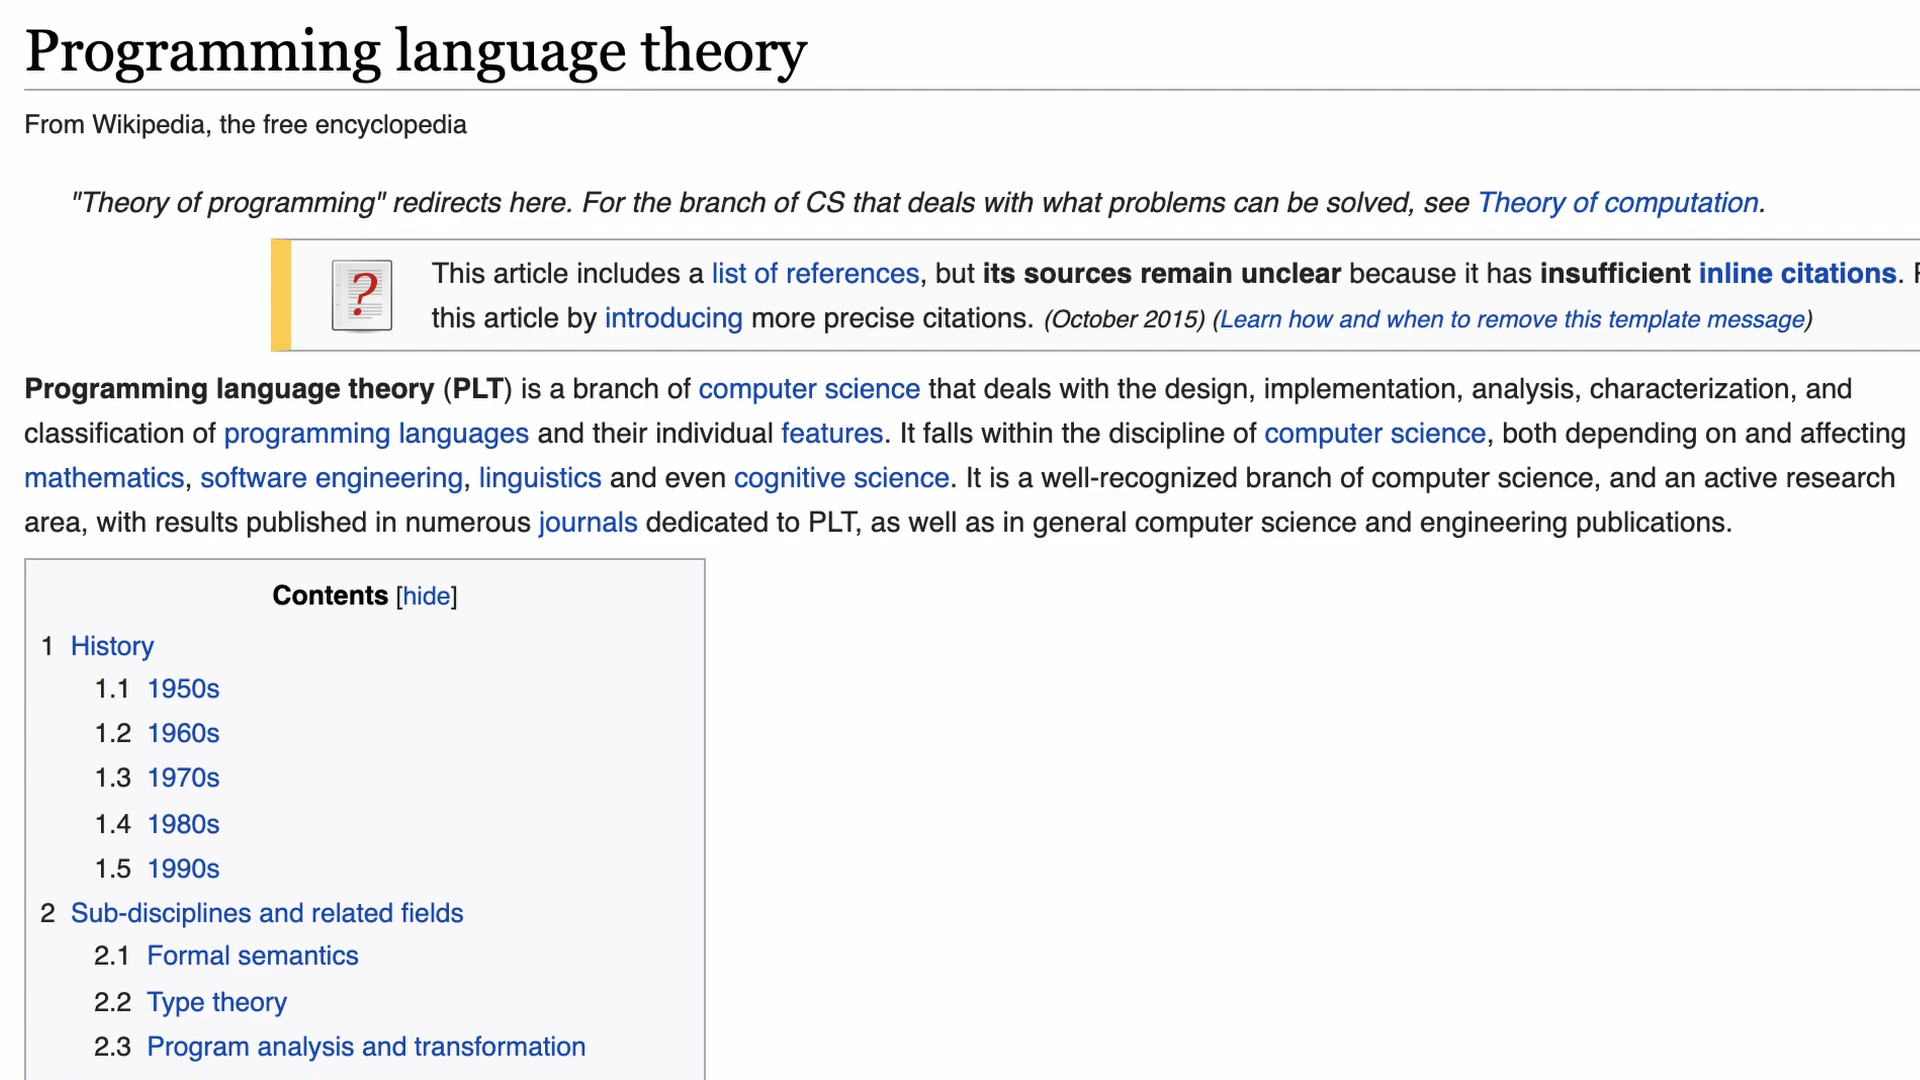 Programming language theory
From Wikipedia, the free encyclopedia
"Theory of programming" redirects here. For the branch of CS that deals with what problems can be solved, see Theory of computation.
This article includes a list of references, but its sources remain unclear because it has insufficient inline citations.
this article by introducing more precise citations. (October 2015) (Learn how and when to remove this template message)
Programming language theory (PLT) is a branch of computer science that deals with the design, implementation, analysis, characterization, and
classification of programming languages and their individual features. It falls within the discipline of computer science, both depending on and affecting
mathematics, software engineering, linguistics and even cognitive science. It is a well-recognized branch of computer science, and an active research
area, with results published in numerous journals dedicated to PLT, as well as in general computer science and engineering publications.
Contents [hide]
1 History
1.1 1950s
1.2 1960s
1.3 1970s
1.4 1980s
1.5 1990s
2 Sub-disciplines and related fields
2.1 Formal semantics
2.2 Type theory
2.3 Program analysis and transformation